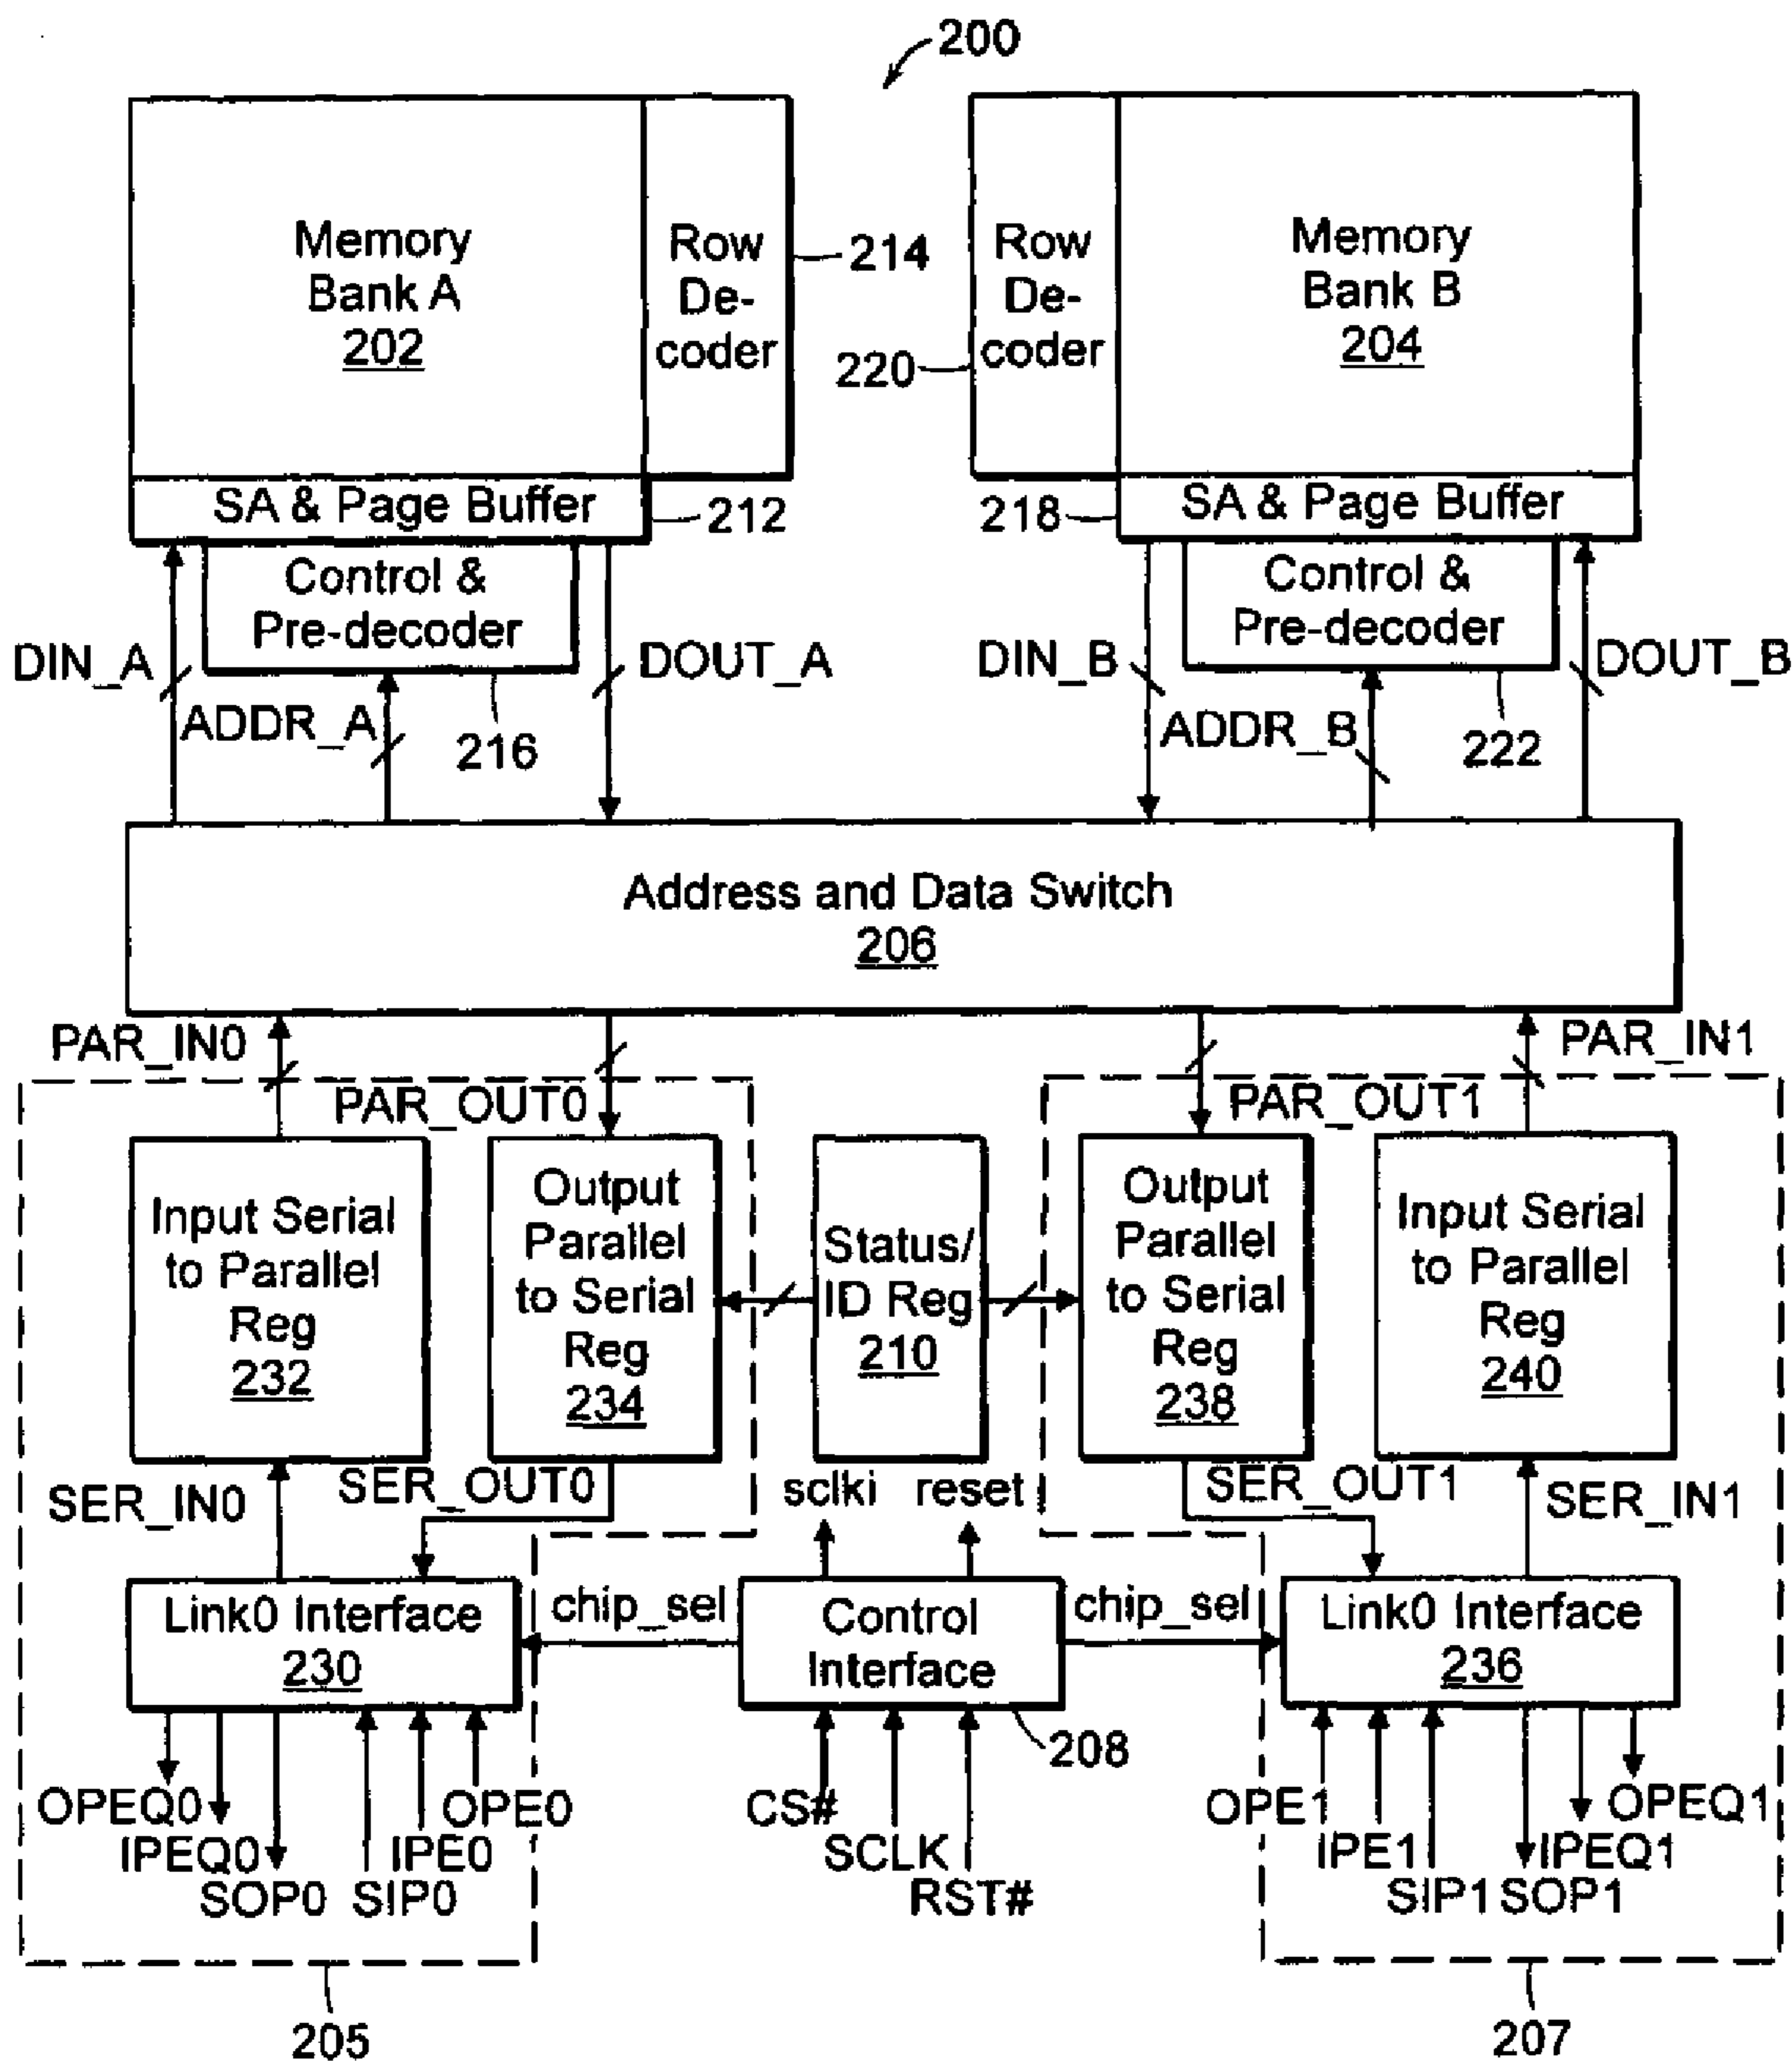 200
Memory
Bank A
202
Row
De-
coder
214
Row
De-
coder
220
Memory
Bank B
204
SA & Page Buffer
212
218
SA & Page Buffer
Control &
Pre-decoder
Control &
Pre-decoder
DIN_A
DOUT_A
DIN_B
DOUT_B
ADDR_A
216
ADDR_B
222
Address and Data Switch
206
PAR_IN0
PAR_IN1
PAR_OUT0
PAR_OUT1
Input Serial
to Parallel
Reg
232
Output
Parallel
to Serial
Reg
234
Status/
ID Reg
210
Output
Parallel
to Serial
Reg
238
Input Serial
to Parallel
Reg
240
SER_IN0
SER_OUT0
sclki
reset
SER_OUT1
SER_IN1
Link0 Interface
230
chip_sel
Control
Interface
chip_sel
Link0 Interface
236
208
OPEQ0
IPEQ0
SOP0
SIP0
IPE0
OPE0
CS#
SCLK
RST#
OPE1
IPE1
SIP1
SOP1
IPEQ1
OPEQ1
205
207